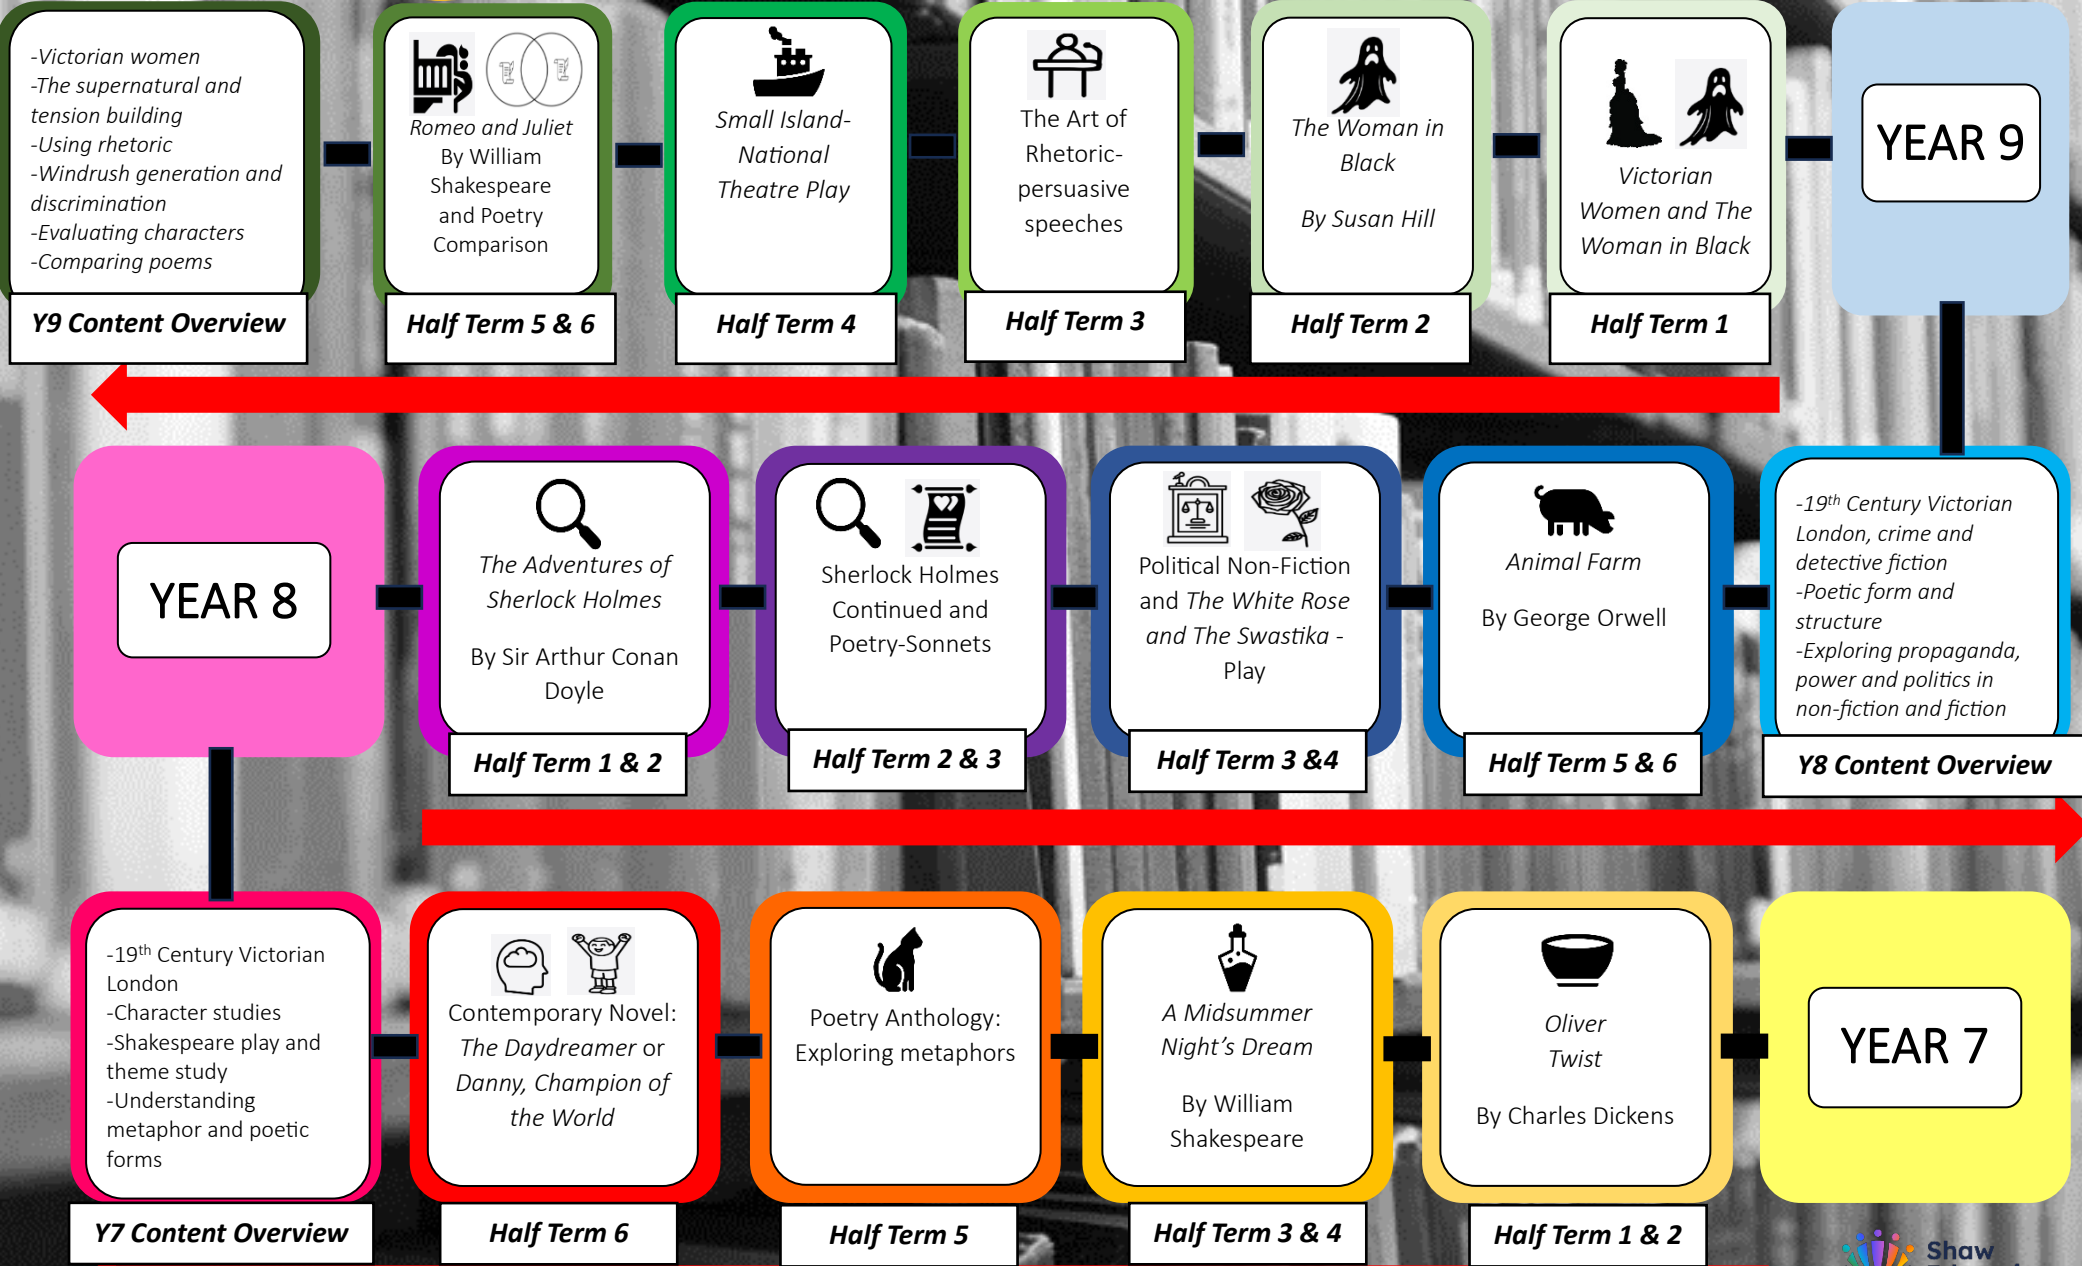 -Victorian women
-The supernatural and
tension building
-Using rhetoric
-Windrush generation and
discrimination
-Evaluating characters
-Comparing poems
Y9 Content Overview
Romeo and Juliet
By William
Shakespeare
and Poetry
Comparison
Half Term 5 & 6
Small Island-
National
Theatre Play
Half Term 4
The Art of
Rhetoric-
persuasive
speeches
Half Term 3
The Woman in
Black
By Susan Hill
Half Term 2
Victorian
Women and The
Woman in Black
Half Term 1
YEAR 9
YEAR 8
The Adventures of
Sherlock Holmes
By Sir Arthur Conan
Doyle
Half Term 1 & 2
Sherlock Holmes
Continued and
Poetry-Sonnets
Half Term 2 & 3
Political Non-Fiction
and The White Rose
and The Swastika -
Play
Half Term 3 &4
Animal Farm
By George Orwell
Half Term 5 & 6
-19th Century Victorian
London, crime and
detective fiction
-Poetic form and
structure
-Exploring propaganda,
power and politics in
non-fiction and fiction
Y8 Content Overview
-19th Century Victorian
London
-Character studies
-Shakespeare play and
theme study
-Understanding
metaphor and poetic
forms
Y7 Content Overview
Contemporary Novel:
The Daydreamer or
Danny, Champion of
the World
Half Term 6
Poetry Anthology:
Exploring metaphors
Half Term 5
A Midsummer
Night's Dream
By William
Shakespeare
Half Term 3 & 4
Oliver
Twist
By Charles Dickens
Half Term 1 & 2
YEAR 7
Shaw